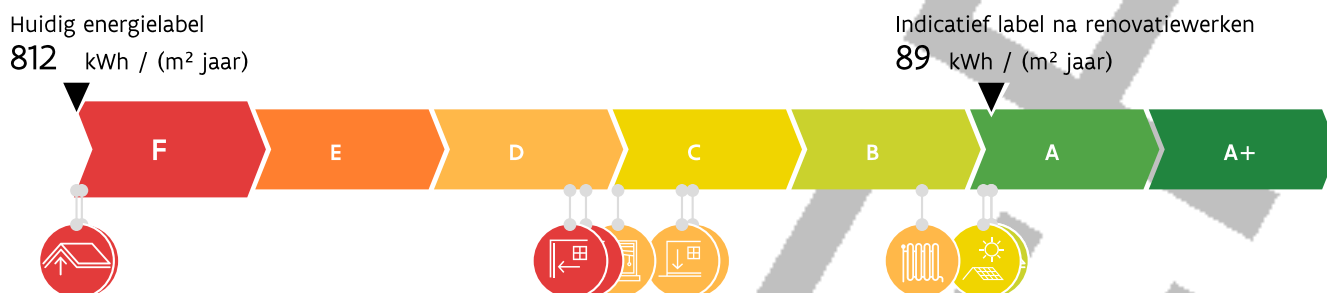 Huidig energielabel
812 kWh / (m² jaar)
Indicatief label na renovatiewerken
89 kWh / (m² jaar)
F E D C B A A+